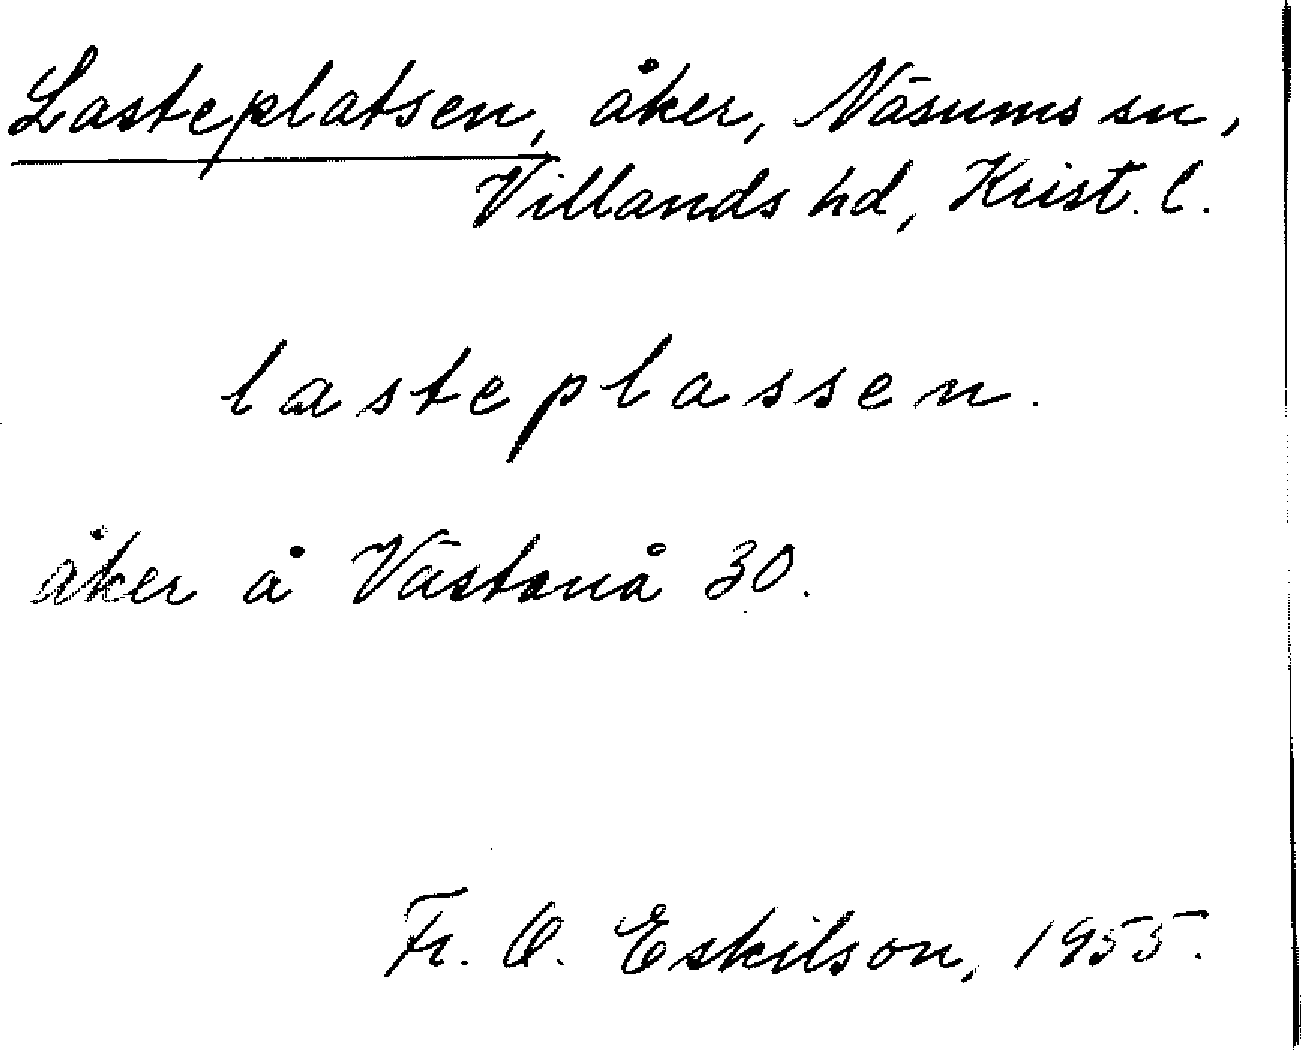 Lasteplatsen, åker, Näsums sn,
Villands hd, Krist. l.
lasteplassen.
åker å Västanå 30.
Fr. O. Eskilson, 1955.